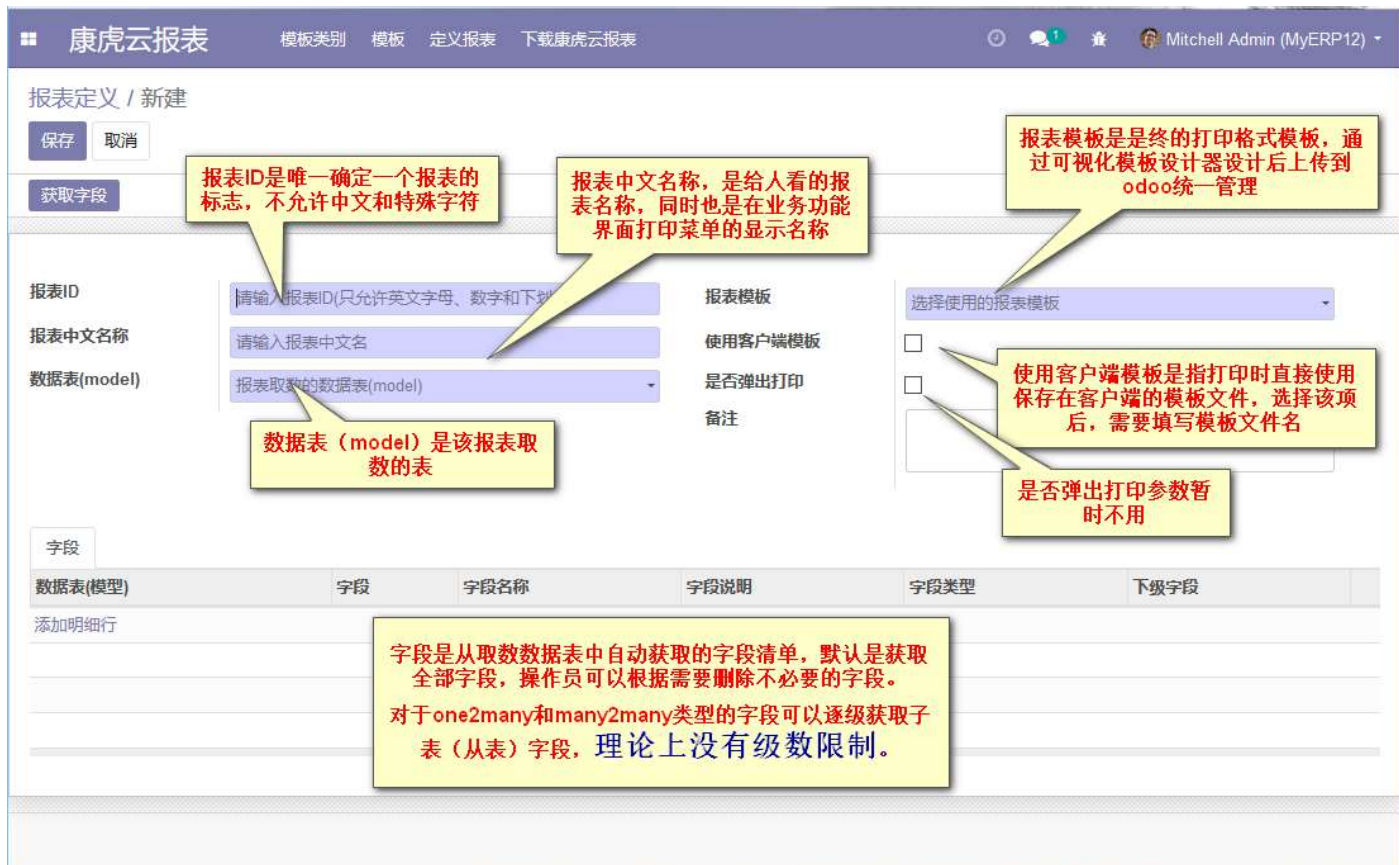 康虎云报表 模板类别 模板 定义报表 下载康虎云报表 1 Mitchell Admin (MyERP12)
报表定义 / 新建
保存 取消
获取字段
报表ID是唯一确定一个报表的
标志，不允许中文和特殊字符
报表中文名称，是给人看的报
表名称，同时也是在业务功能
界面打印菜单的显示名称
报表模板是是终的打印格式模板，通
过可视化模板设计器设计后上传到
odoo统一管理
报表ID 请输入报表ID(只允许英文字母、数字和下划
报表中文名称 请输入报表中文名
数据表(model) 报表取数的数据表(model)
报表模板 选择使用的报表模板
使用客户端模板
是否弹出打印
备注
数据表（model）是该报表取
数的表
使用客户端模板是指打印时直接使用
保存在客户端的模板文件，选择该项
后，需要填写模板文件名
是否弹出打印参数暂
时不用
字段
数据表(模型) 字段 字段名称 字段说明 字段类型 下级字段
添加明细行
字段是从取数数据表中自动获取的字段清单，默认是获取
全部字段，操作员可以根据需要删除不必要的字段。
对于one2many和many2many类型的字段可以逐级获取子
表（从表）字段，理论上没有级数限制。